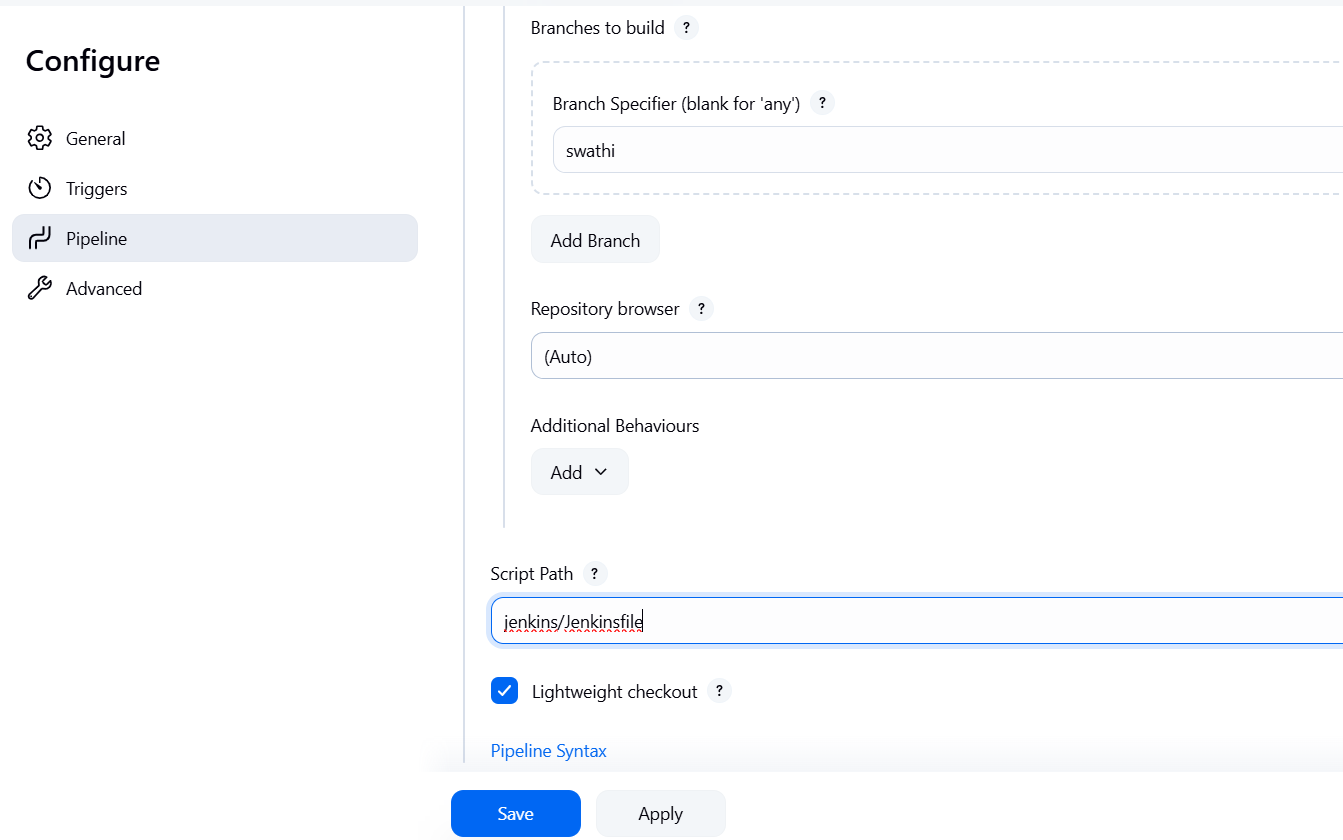 Configure
General
Triggers
Pipeline
Advanced
Branches to build ?
Branch Specifier (blank for 'any') ?
swathi
Add Branch
Repository browser ?
(Auto)
Additional Behaviours
Add
Script Path ?
jenkins/Jenkinsfile
Lightweight checkout ?
Pipeline Syntax
Save
Apply